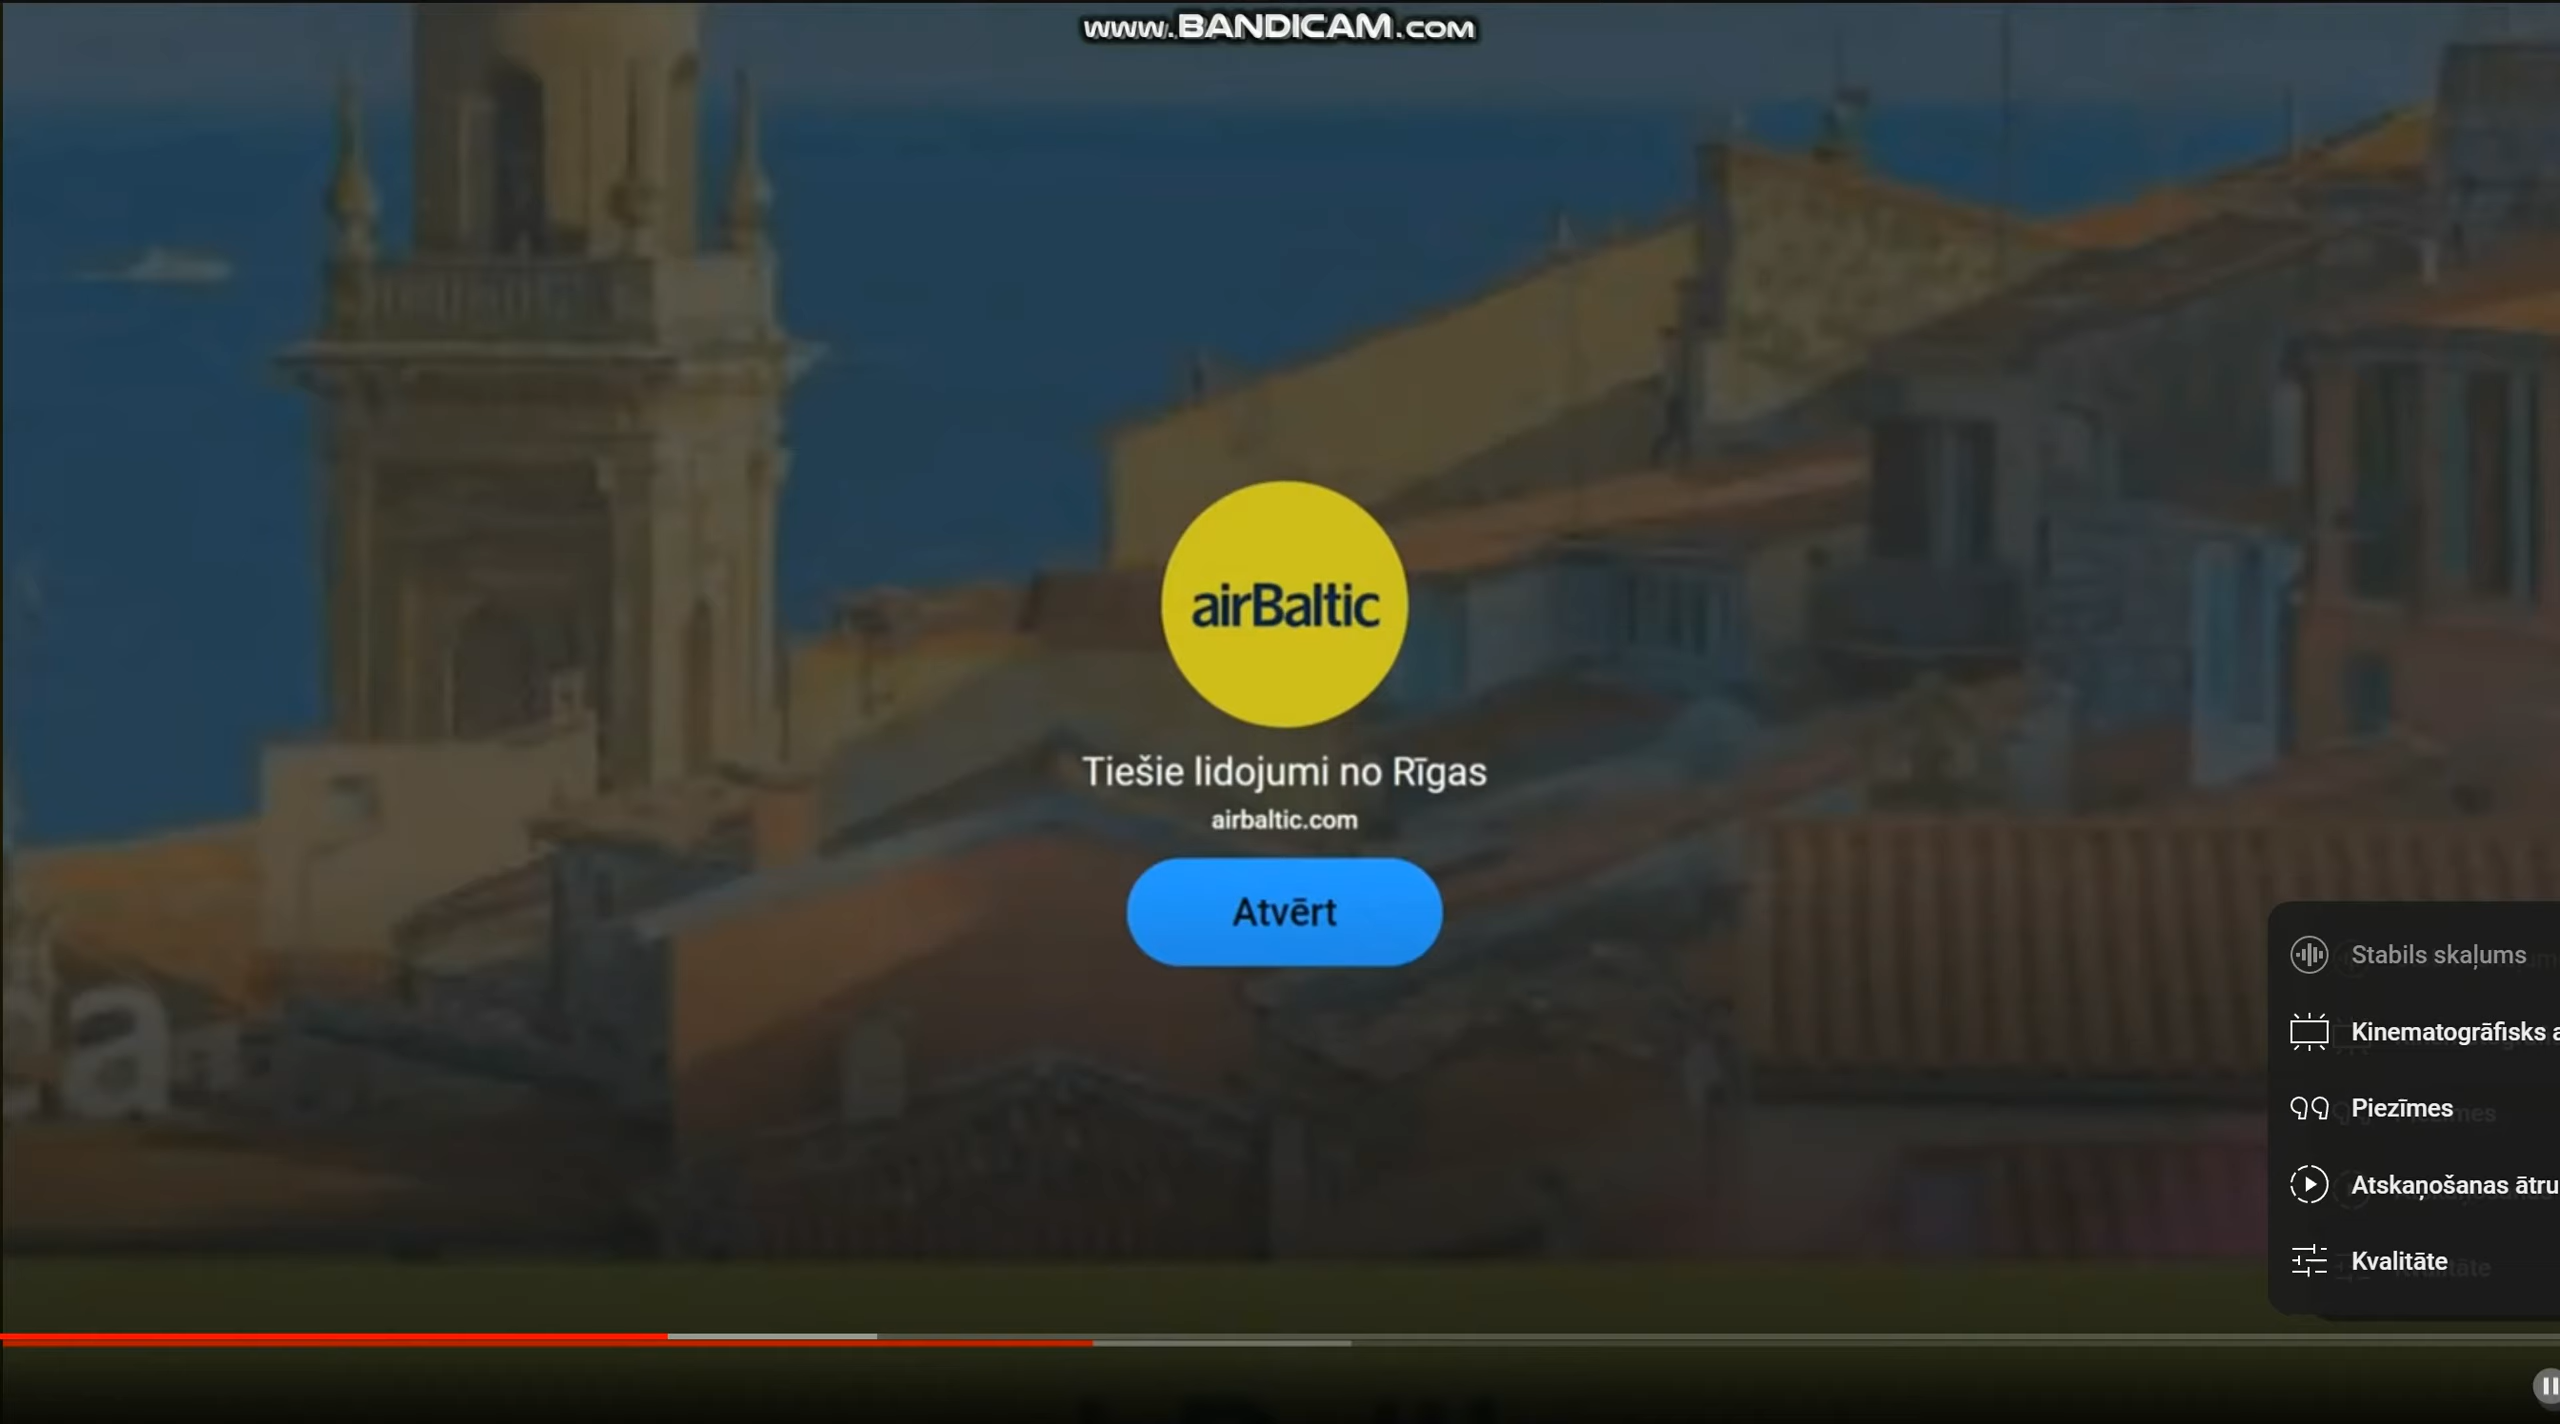 www.BANDICAM.COM
airBaltic
Tiešie lidojumi no Rīgas
airbaltic.com
Atvērt
a
Stabils skaļums
Kinematogrāfisks a
Piezīmes
Atskaņošanas ātru
Kvalitāte